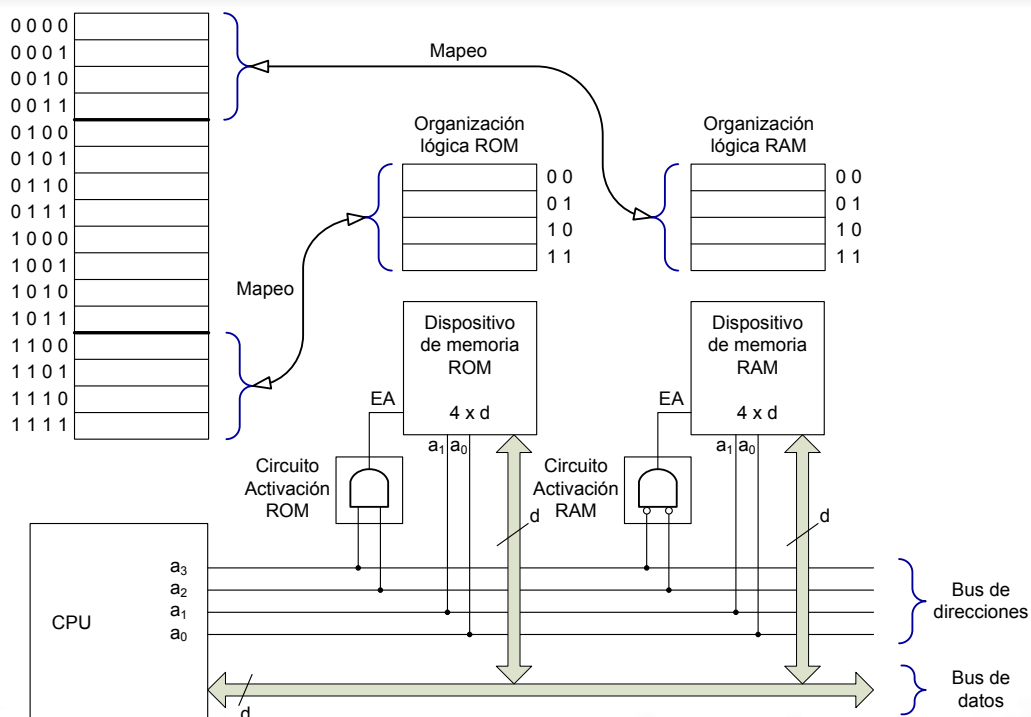 0 0 0 0
0 0 0 1
0 0 1 0
0 0 1 1
0 1 0 0
0 1 0 1
0 1 1 0
0 1 1 1
1 0 0 0
1 0 0 1
1 0 1 0
1 0 1 1
1 1 0 0
1 1 0 1
1 1 1 0
1 1 1 1
Mapeo
Mapeo
Organización
lógica ROM
0 0
0 1
1 0
1 1
Organización
lógica RAM
0 0
0 1
1 0
1 1
Dispositivo
de memoria
ROM
4 x d
EA
a1 a0
Circuito
Activación
ROM
d
Dispositivo
de memoria
RAM
4 x d
EA
a1 a0
Circuito
Activación
RAM
d
CPU
a3
a2
a1
a0
Bus de
direcciones
Bus de
datos
d